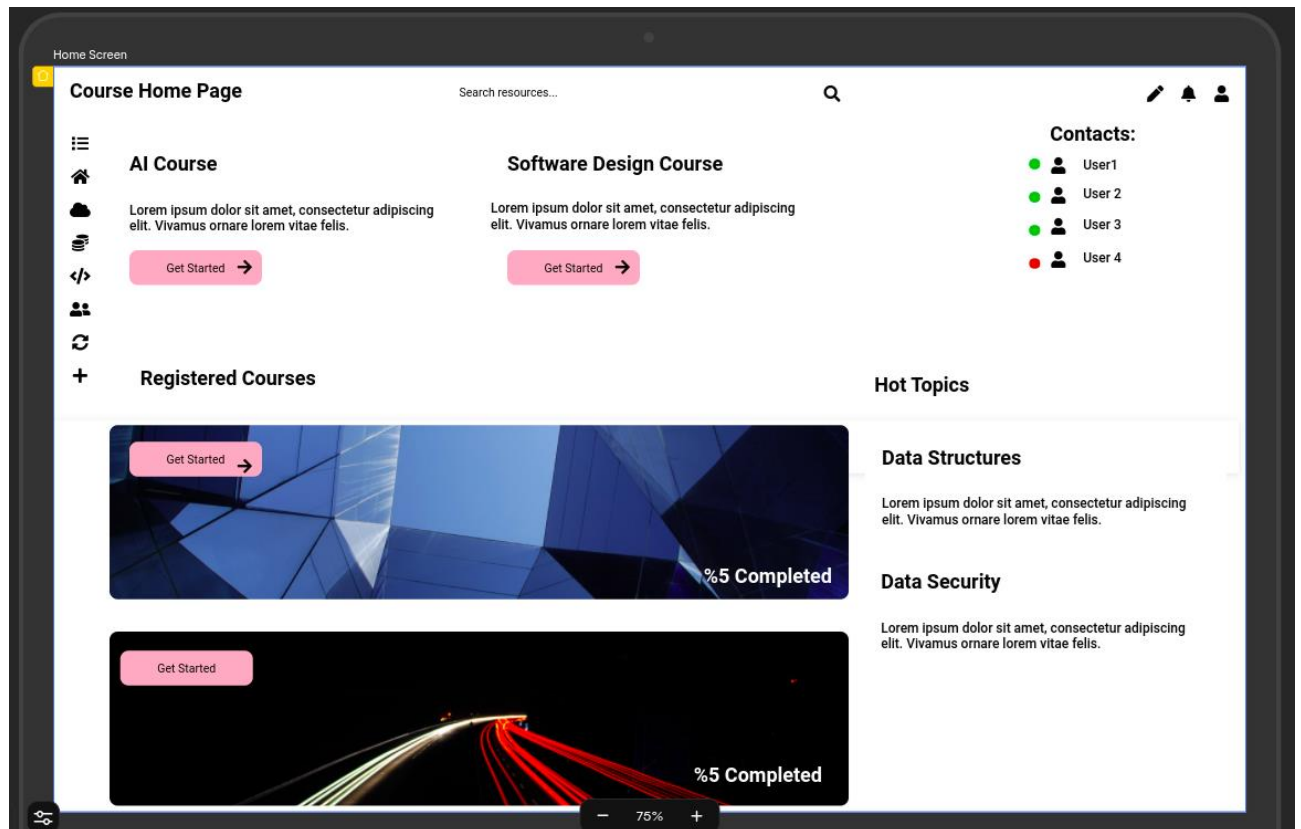 Home Screen
Course Home Page
Search resources...
Contacts:
AI Course
Software Design Course
User1
User 2
User 3
User 4
Lorem ipsum dolor sit amet, consectetur adipiscing
elit. Vivamus ornare lorem vitae felis.
Lorem ipsum dolor sit amet, consectetur adipiscing
elit. Vivamus ornare lorem vitae felis.
Get Started
Get Started
Registered Courses
Hot Topics
Get Started
%5 Completed
Data Structures
Lorem ipsum dolor sit amet, consectetur adipiscing
elit. Vivamus ornare lorem vitae felis.
Data Security
Lorem ipsum dolor sit amet, consectetur adipiscing
elit. Vivamus ornare lorem vitae felis.
Get Started
%5 Completed
75%